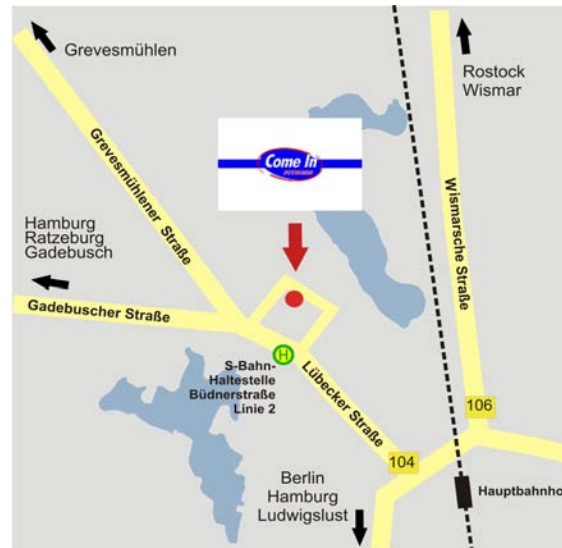 Grevesmühlen
Rostock
Wismar
Come In
Grevesmühlener Straße
Wismarsche Straße
Hamburg
Ratzeburg
Gadebusch
Gadebuscher Straße
H
S-Bahn-
Haltestelle
Büdnerstraße
Linie 2
Lübecker Straße
106
104
Berlin
Hamburg
Ludwigslust
Hauptbahnho